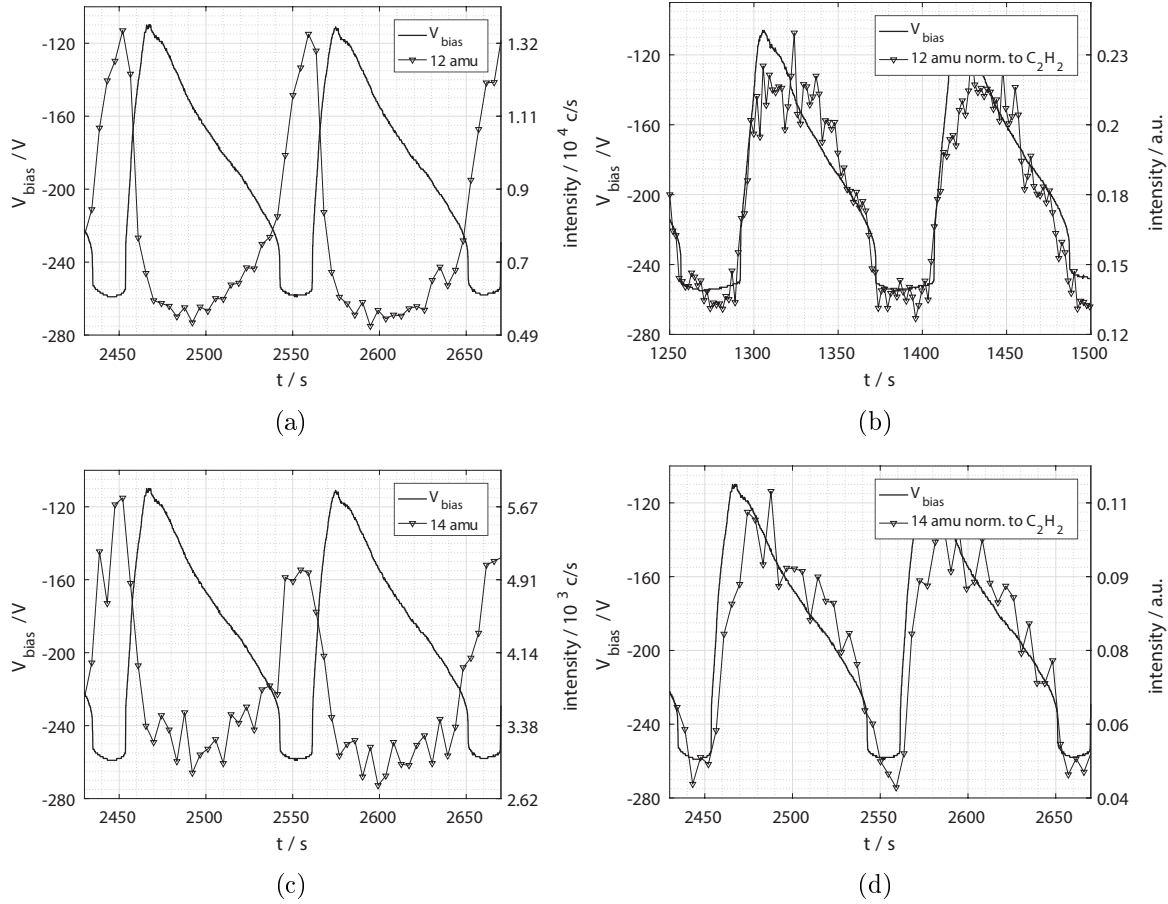 -120
-160
-200
-240
-280
V_bias / V
1.32
1.11
0.9
0.7
0.49
intensity / 10^4 c/s
V_bias
12 amu
2450
2500
2550
2600
2650
t / s
(a)
-120
-160
-200
-240
-280
V_bias / V
0.23
0.2
0.18
0.15
0.12
intensity / a.u.
V_bias
12 amu norm. to C_2H_2
1250
1300
1350
1400
1450
1500
t / s
(b)
-120
-160
-200
-240
-280
V_bias / V
5.67
4.91
4.14
3.38
2.62
intensity / 10^3 c/s
V_bias
14 amu
2450
2500
2550
2600
2650
t / s
(c)
-120
-160
-200
-240
-280
V_bias / V
0.11
0.09
0.08
0.06
0.04
intensity / a.u.
V_bias
14 amu norm. to C_2H_2
2450
2500
2550
2600
2650
t / s
(d)